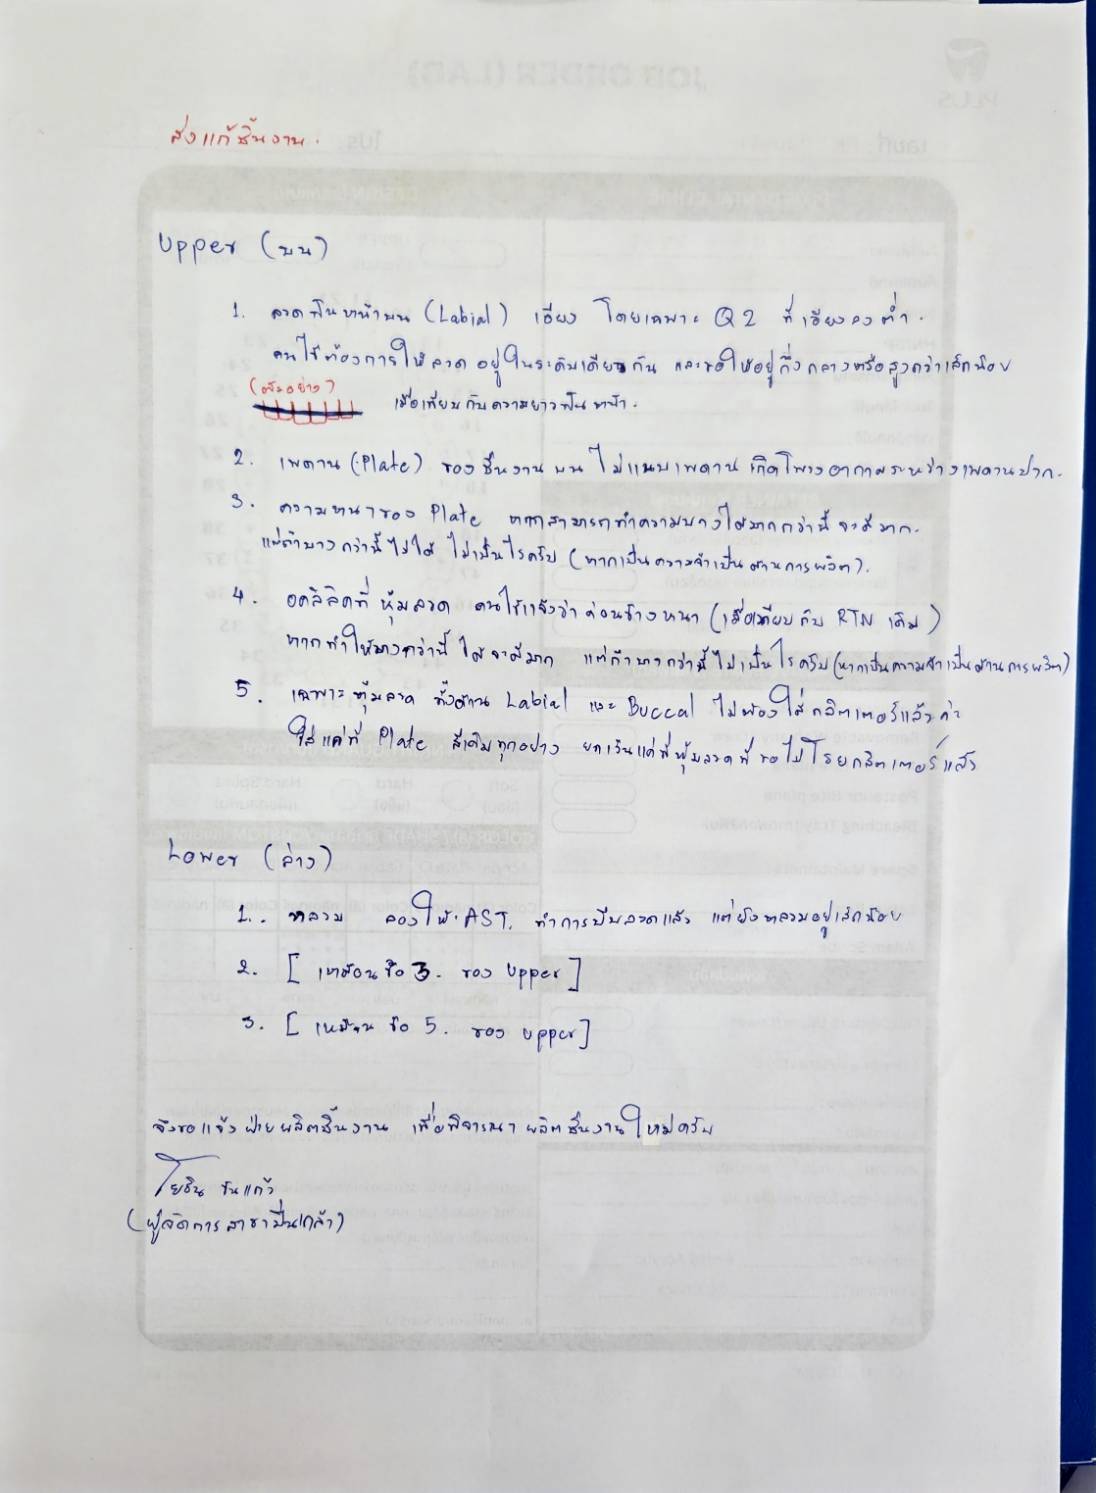 ส่งแก้ชิ้นงาน.
Upper (บน)
1. ลวดฟันหน้าบน (Labial) เอียง โดยเฉพาะ Q2 ที่เอียงลงต่ำ.
คนไข้ต้องการให้ลวดอยู่ในระดับเดียวกัน และขอให้อยู่กึ่งกลางหรือสูงกว่าเล็กน้อย
(ตัวอย่าง) เมื่อเทียบกับความยาวฟันหน้า.
2. เพดาน (Plate) ของชิ้นงานบน ไม่แนบเพดาน เกิดโพรงอากาศระหว่างเพดานปาก.
3. ความหนาของ Plate หากสามารถทำความบางได้มากกว่านี้ จะดีมาก.
แต่ถ้าบางกว่านี้ไม่ได้ ไม่เป็นไรครับ (หากเป็นความจำเป็นด้านการผลิต).
4. อคลิลิคที่หุ้มลวด คนไข้แจ้งว่าค่อนข้างหนา (เมื่อเทียบกับ RTN เดิม)
หากทำให้บางกว่านี้ได้จะดีมาก แต่ถ้าบางกว่านี้ไม่เป็นไรครับ (หากเป็นความจำเป็นด้านการผลิต)
5. เฉพาะหุ้มลวด ทั้งด้าน Labial และ Buccal ไม่ต้องใส่กลิตเตอร์แล้วค่ะ
ใส่แค่ที่ Plate สีเดิมทุกอย่าง ยกเว้นแค่ที่หุ้มลวดที่ขอไม่โรยกลิตเตอร์แล้ว
Lower (ล่าง)
1. หลวม ลองให้ AST. ทำการบีบลวดแล้ว แต่ยังหลวมอยู่เล็กน้อย
2. [เหมือนข้อ 3. ของ Upper]
3. [เหมือนข้อ 5. ของ Upper]
จึงขอแจ้งฝ่ายผลิตชิ้นงาน เพื่อพิจารณาผลิตชิ้นงานใหม่ครับ
โยธิน ขันแก้ว
(ผู้จัดการสาขาปิ่นเกล้า)